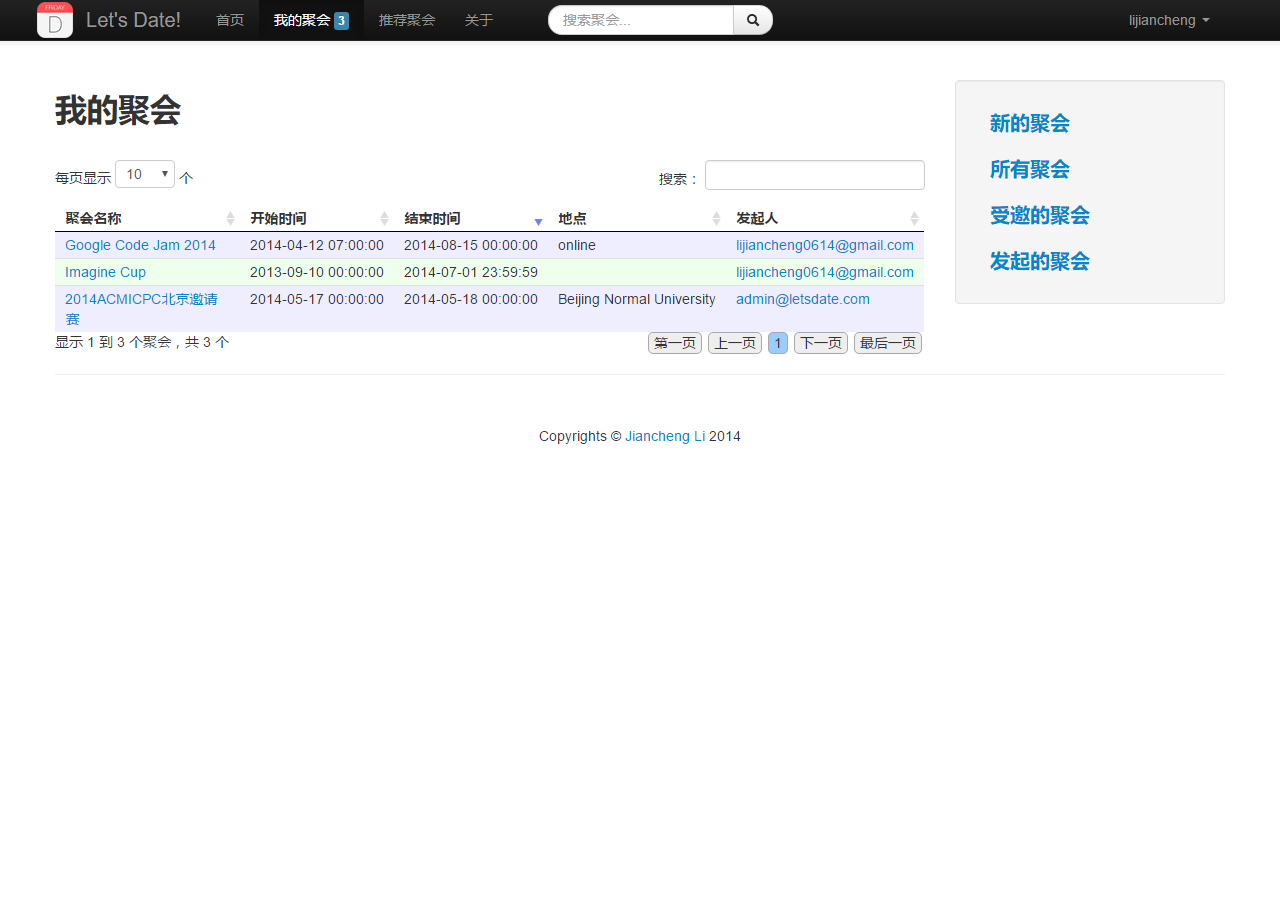 FRIDAY
D
Let's Date!
首页
我的聚会 3
推荐聚会
关于
搜索聚会...
lijiancheng
我的聚会
每页显示 10 个
搜索：
聚会名称 开始时间 结束时间 地点 发起人
Google Code Jam 2014 2014-04-12 07:00:00 2014-08-15 00:00:00 online lijiancheng0614@gmail.com
Imagine Cup 2013-09-10 00:00:00 2014-07-01 23:59:59 lijiancheng0614@gmail.com
2014ACMICPC北京邀请 2014-05-17 00:00:00 2014-05-18 00:00:00 Beijing Normal University admin@letsdate.com
赛
显示 1 到 3 个聚会，共 3 个
第一页 上一页 1 下一页 最后一页
新的聚会
所有聚会
受邀的聚会
发起的聚会
Copyrights © Jiancheng Li 2014